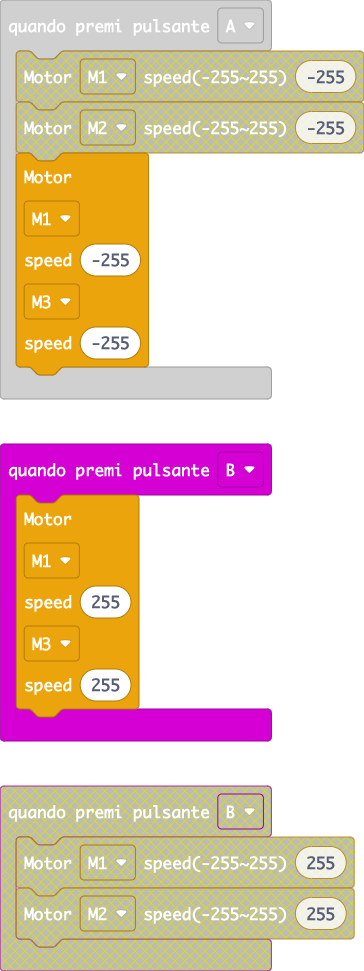 quando premi pulsante A
Motor M1 speed(-255~255) -255
Motor M2 speed(-255~255) -255
Motor
M1
speed -255
M3
speed -255
quando premi pulsante B
Motor
M1
speed 255
M3
speed 255
quando premi pulsante B
Motor M1 speed(-255~255) 255
Motor M2 speed(-255~255) 255